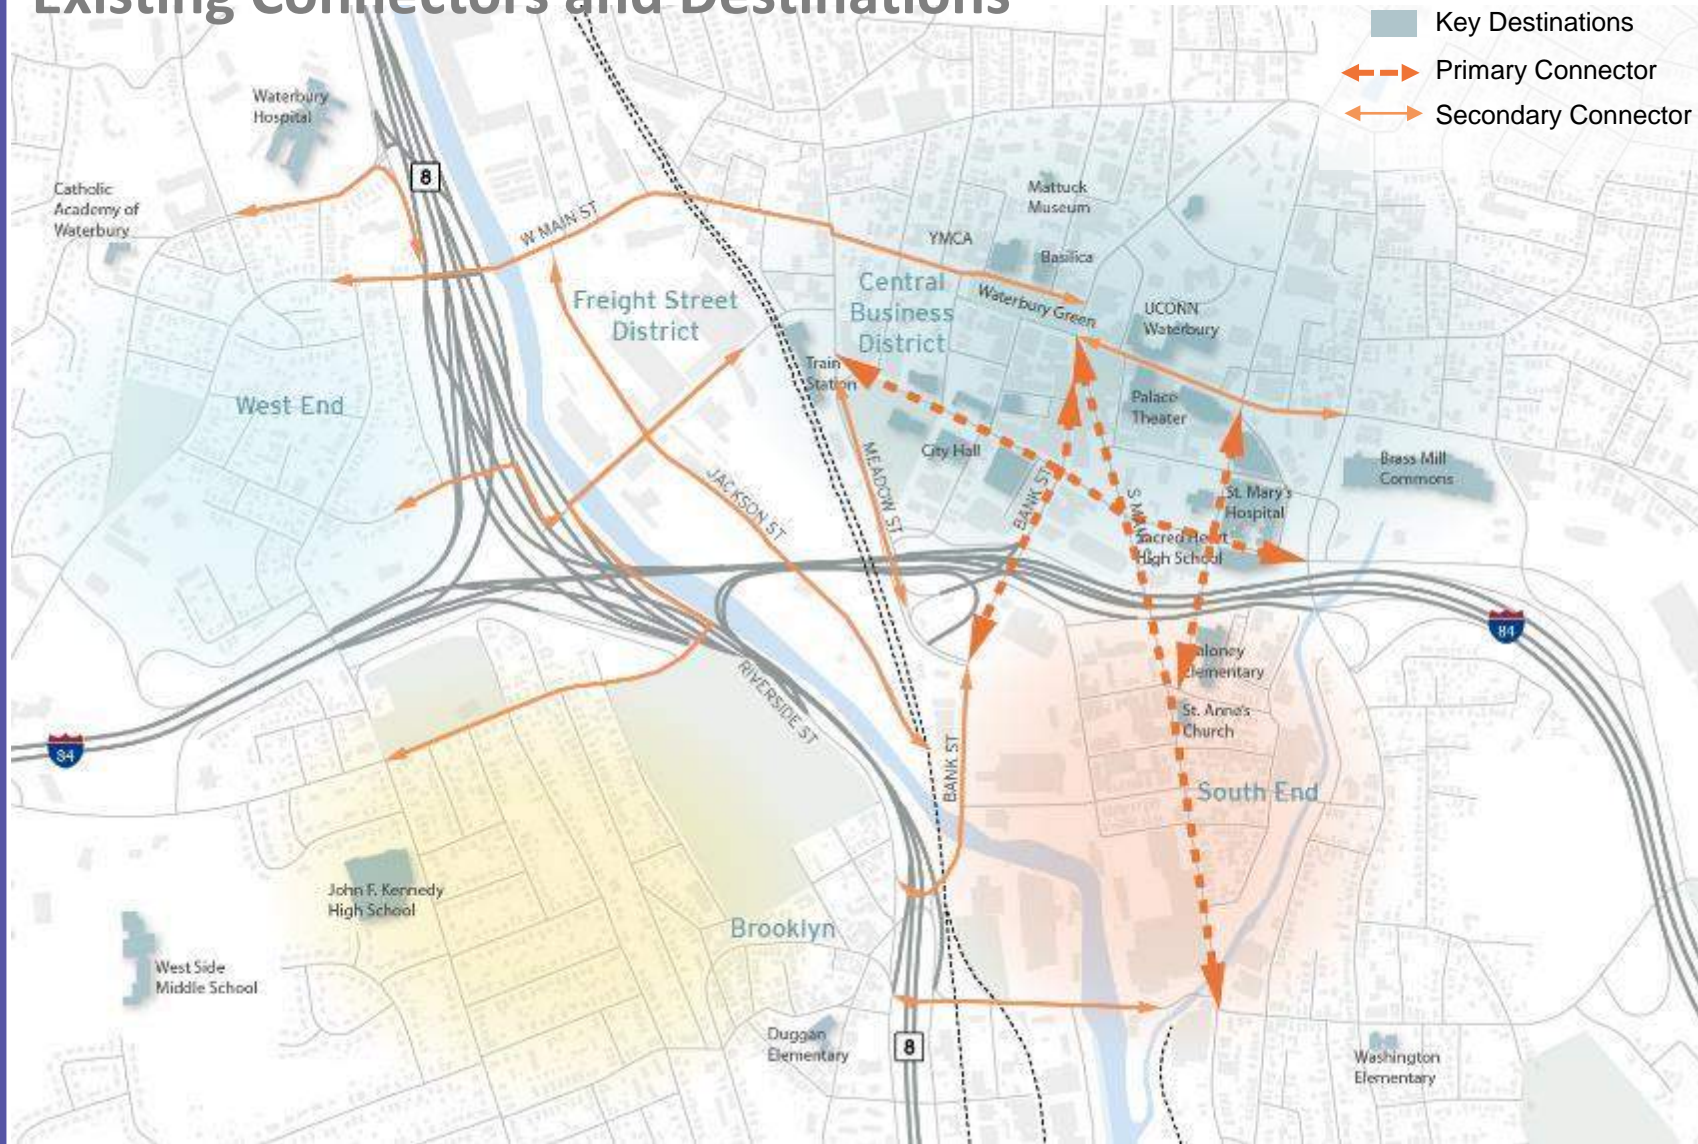 Existing Connectors and Destinations
Key Destinations
Primary Connector
Secondary Connector
Waterbury
Hospital
8
Catholic
Academy of
Waterbury
W MAIN ST
Mattuck
Museum
YMCA
Basilica
Central
Business
District
Waterbury Green
UCONN
Waterbury
Freight Street
District
Train
Station
West End
Palace
Theater
City Hall
MEADOW ST
BANK ST
S MAIN
JACKSON ST
Brass Mill
Commons
St. Mary's
Hospital
Sacred Heart
High School
84
Maloney
Elementary
RIVERSIDE ST
St. Anne's
Church
84
BANK ST
South End
John F. Kennedy
High School
Brooklyn
West Side
Middle School
Duggan
Elementary
8
Washington
Elementary